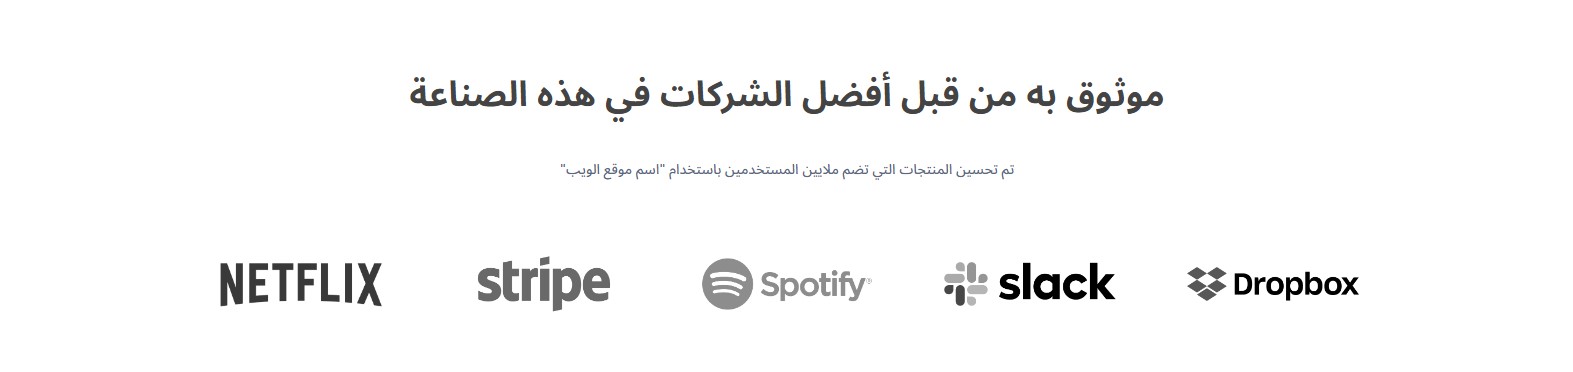 موثوق به من قبل أفضل الشركات في هذه الصناعة
تم تحسين المنتجات التي تضم ملايين المستخدمين باستخدام "اسم موقع الويب"
NETFLIX stripe Spotify® slack Dropbox